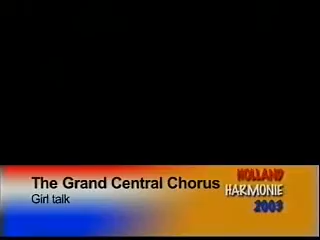 The Grand Central Chorus
Girl talk
HOLLAND
HARMONIE
2003